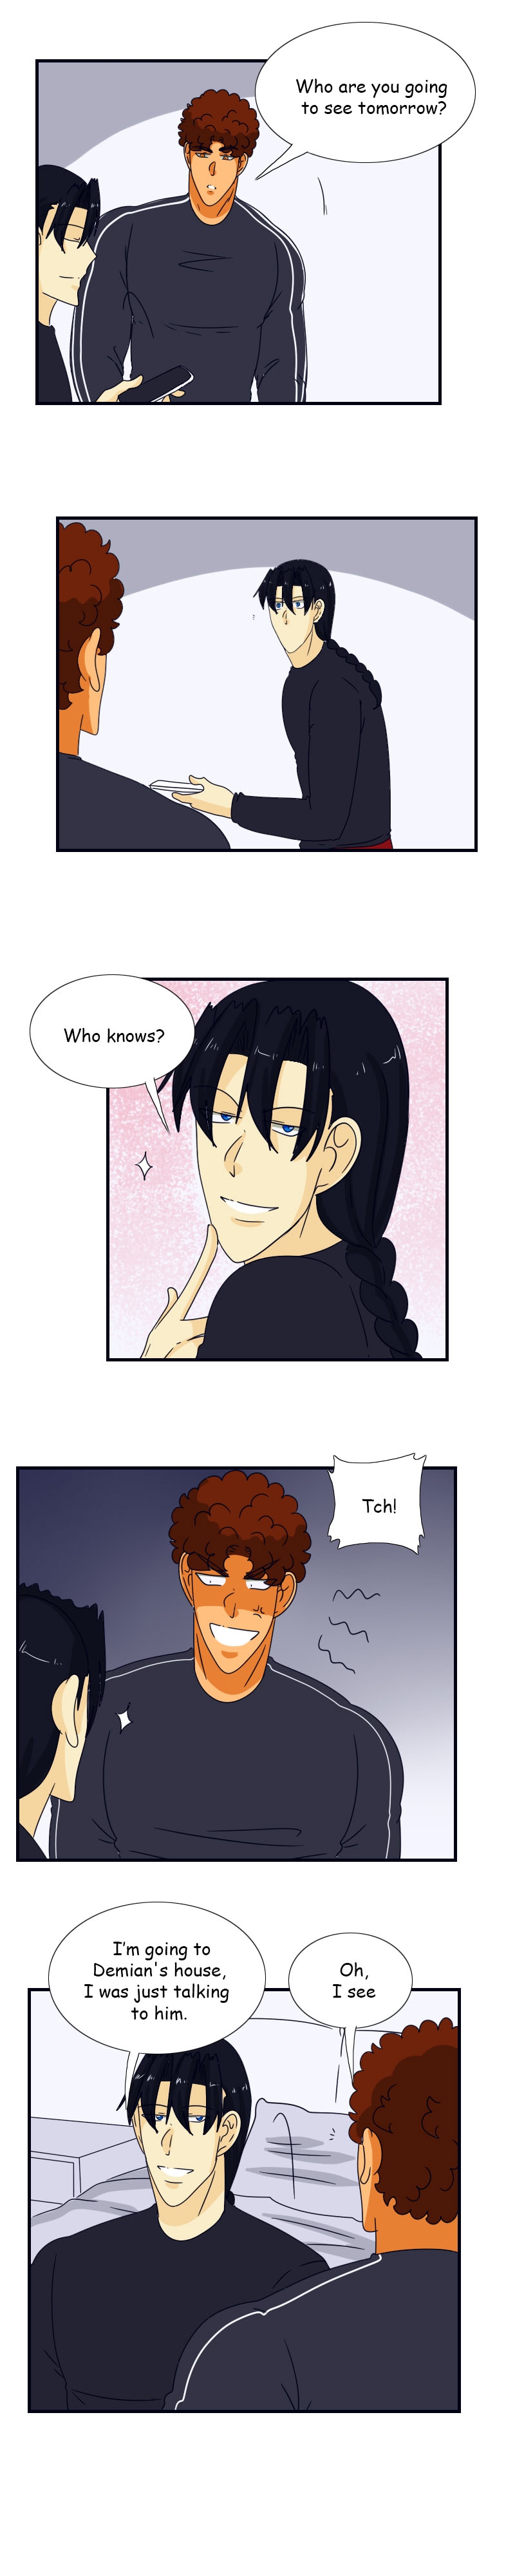 Who are you going
to see tomorrow?
Who knows?
Tch!
I'm going to
Demian's house,
I was just talking
to him.
Oh,
I see